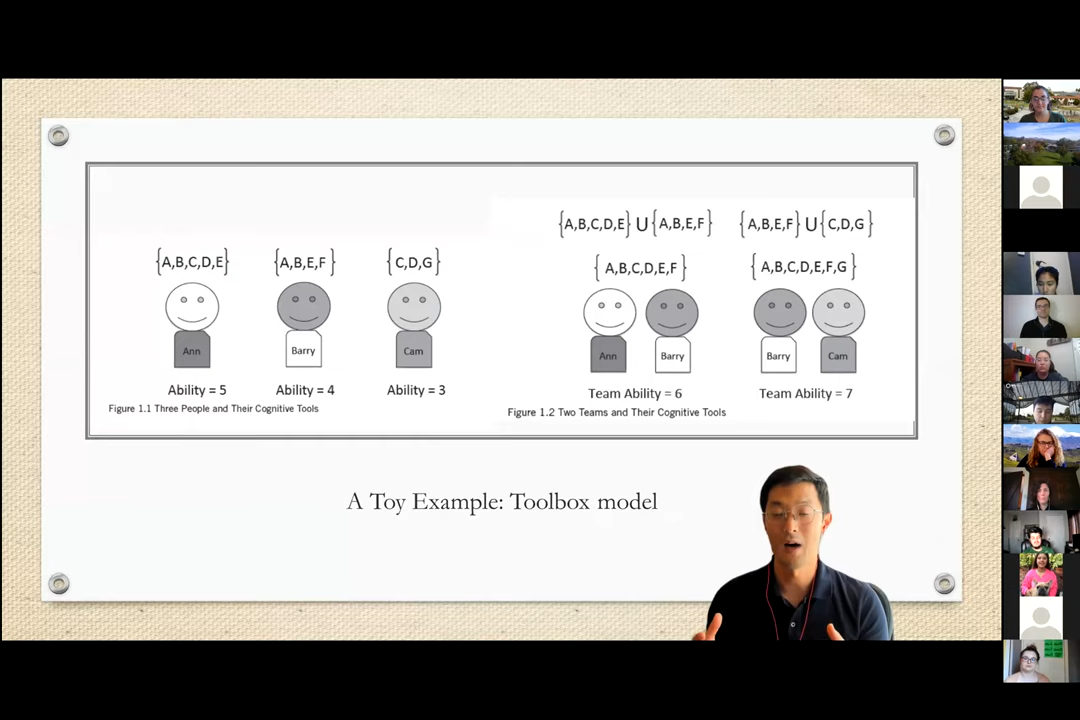 {A,B,C,D,E}
{A,B,E,F}
{C,D,G}
Ann
Barry
Cam
Ability = 5
Ability = 4
Ability = 3
Figure 1.1 Three People and Their Cognitive Tools
{A,B,C,D,E} U {A,B,E,F}
{A,B,E,F} U {C,D,G}
{A,B,C,D,E,F}
{A,B,C,D,E,F,G}
Ann
Barry
Barry
Cam
Team Ability = 6
Team Ability = 7
Figure 1.2 Two Teams and Their Cognitive Tools
A Toy Example: Toolbox model